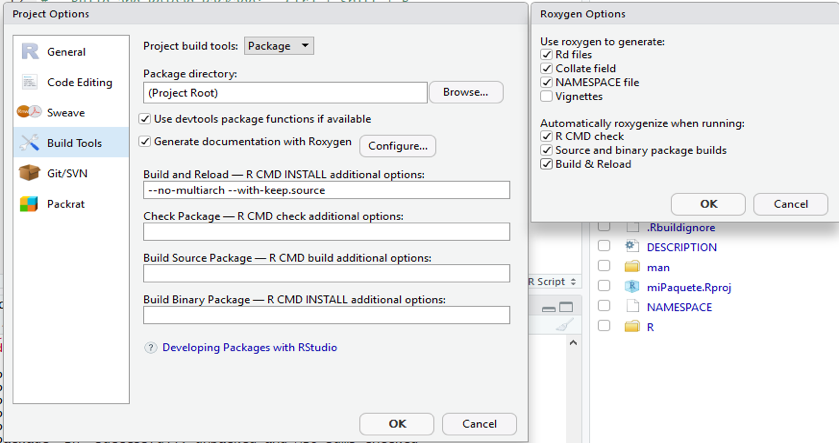 Project Options
General
Code Editing
Sweave
Build Tools
Git/SVN
Packrat
Project build tools: Package
Package directory:
(Project Root) Browse...
Use devtools package functions if available
Generate documentation with Roxygen Configure...
Build and Reload — R CMD INSTALL additional options:
--no-multiarch --with-keep.source
Check Package — R CMD check additional options:
Build Source Package — R CMD build additional options:
Build Binary Package — R CMD INSTALL additional options:
? Developing Packages with RStudio
OK Cancel
Roxygen Options
Use roxygen to generate:
Rd files
Collate field
NAMESPACE file
Vignettes
Automatically roxygenize when running:
R CMD check
Source and binary package builds
Build & Reload
OK Cancel
.Rbuildignore
DESCRIPTION
man
miPaquete.Rproj
NAMESPACE
R
R Script